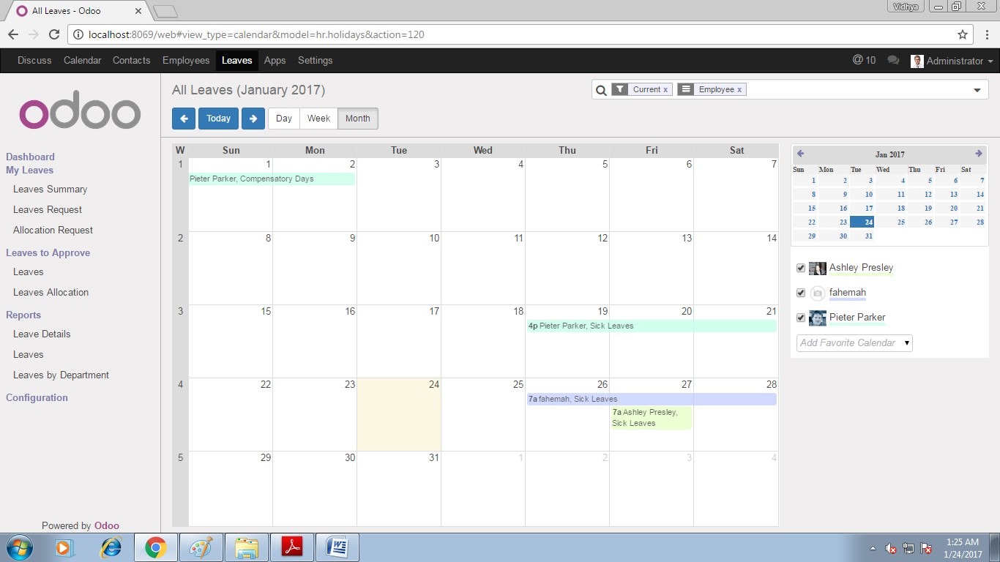 All Leaves - Odoo
Vidhya
localhost:8069/web#view_type=calendar&model=hr.holidays&action=120
Discuss Calendar Contacts Employees Leaves Apps Settings @ 10 Administrator
odoo
Dashboard
My Leaves
Leaves Summary
Leaves Request
Allocation Request
Leaves to Approve
Leaves
Leaves Allocation
Reports
Leave Details
Leaves
Leaves by Department
Configuration
Powered by Odoo
All Leaves (January 2017)
Current x Employee x
Today Day Week Month
W Sun Mon Tue Wed Thu Fri Sat
1 1 2 3 4 5 6 7
Pieter Parker, Compensatory Days
2 8 9 10 11 12 13 14
3 15 16 17 18 19 20 21
4p Pieter Parker, Sick Leaves
4 22 23 24 25 26 27 28
7a fahemah, Sick Leaves
7a Ashley Presley,
Sick Leaves
5 29 30 31 1 2 3 4
Jan 2017
Sun Mon Tue Wed Thu Fri Sat
1 2 3 4 5 6 7
8 9 10 11 12 13 14
15 16 17 18 19 20 21
22 23 24 25 26 27 28
29 30 31
Ashley Presley
fahemah
Pieter Parker
Add Favorite Calendar
1:25 AM
1/24/2017